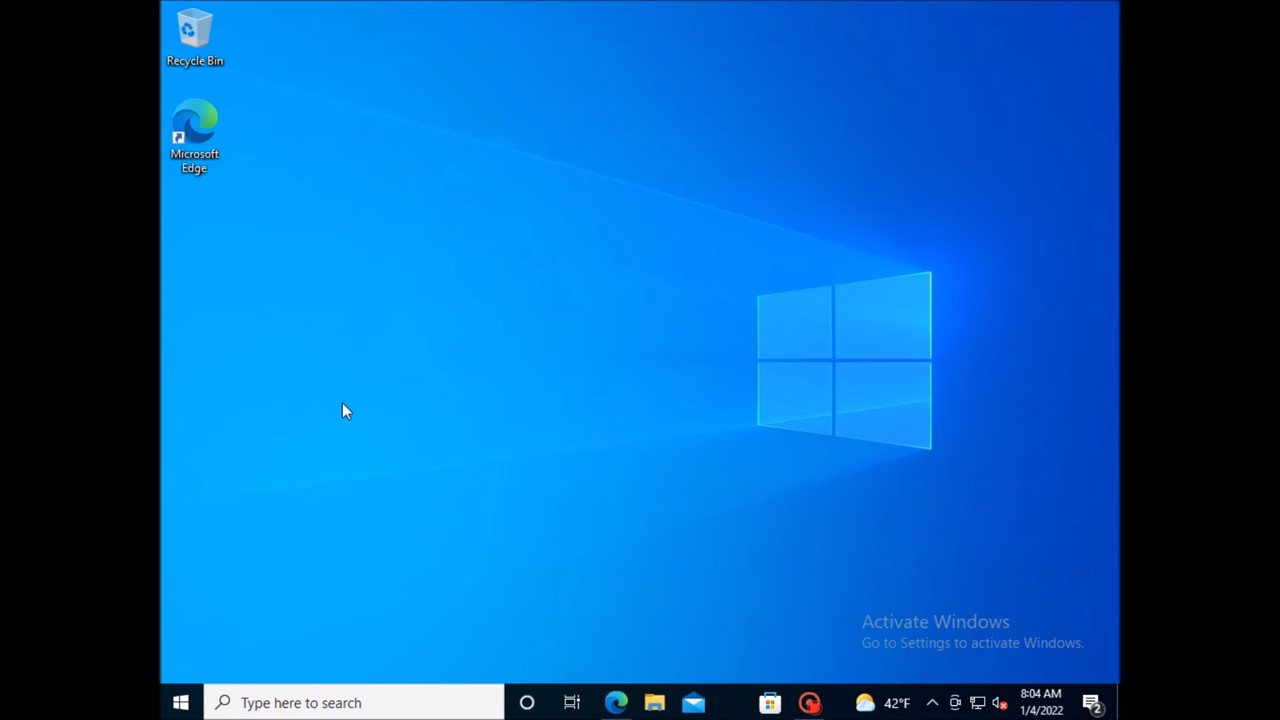 Recycle Bin
Microsoft
Edge
Activate Windows
Go to Settings to activate Windows.
Type here to search
42°F
8:04 AM
1/4/2022
2